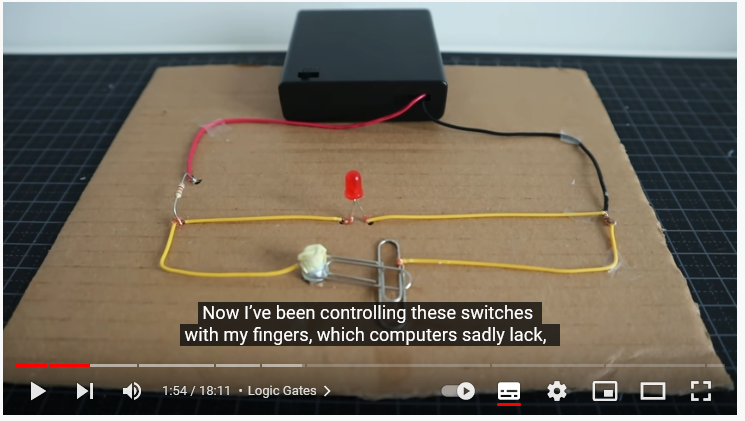 Now I've been controlling these switches
with my fingers, which computers sadly lack,
1:54 / 18:11 • Logic Gates >